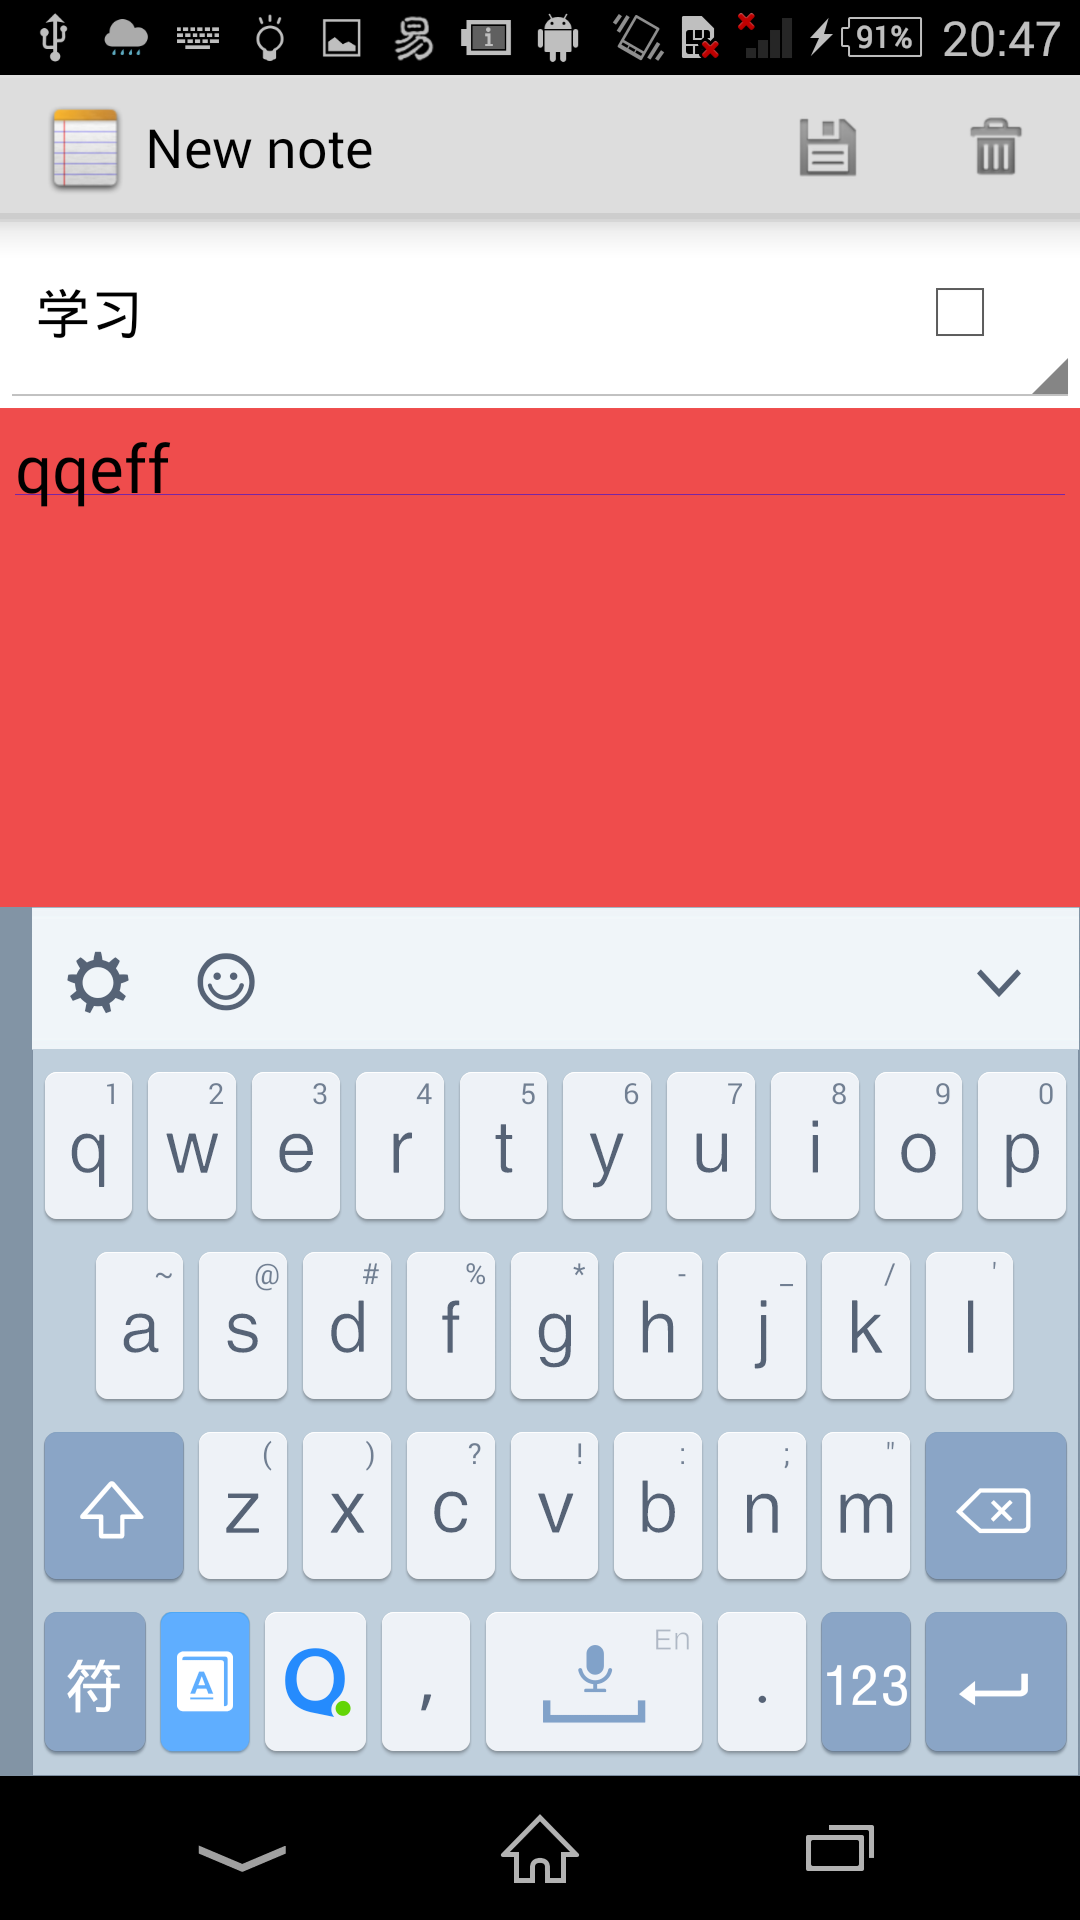 91% 20:47
New note
学习
qqeff
1 2 3 4 5 6 7 8 9 0
q w e r t y u i o p
~ @ # % * - _ / '
a s d f g h j k l
( ) ? ! : ; "
z x c v b n m
En
符 A Q , . 123